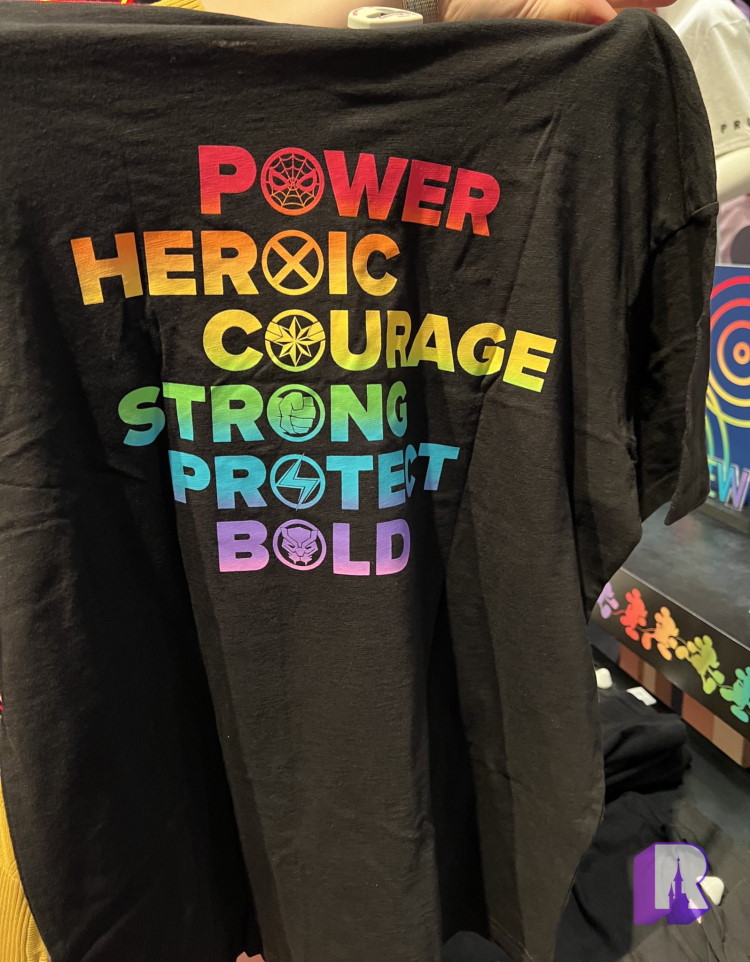 POWER
HEROIC
COURAGE
STRONG
PROTECT
BOLD
R